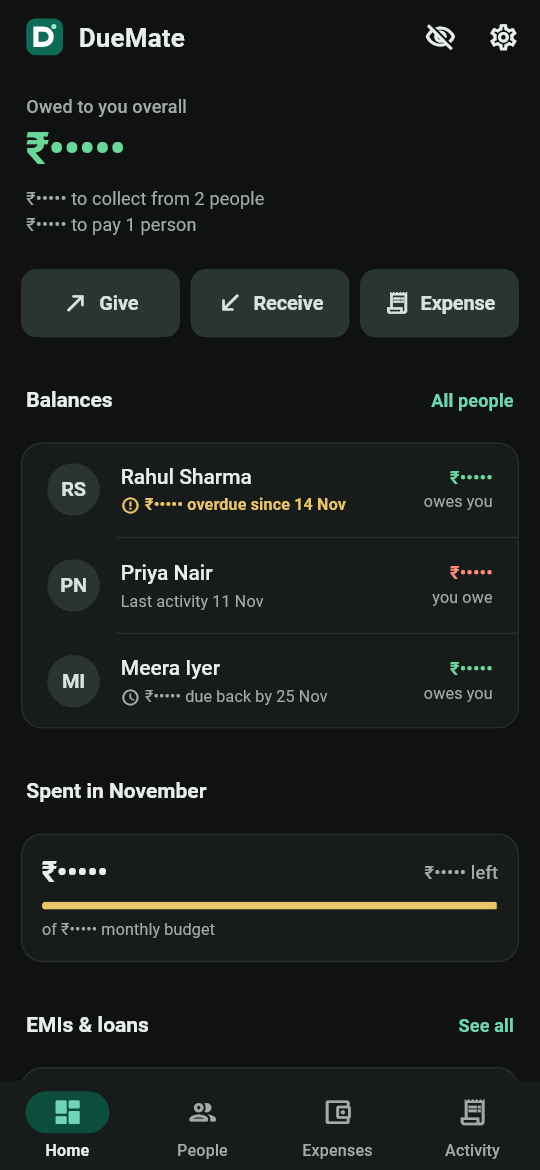 D
DueMate
Owed to you overall
₹•••••
₹••••• to collect from 2 people
₹••••• to pay 1 person
Give
Receive
Expense
Balances
All people
RS
Rahul Sharma
₹•••••
₹••••• overdue since 14 Nov
owes you
PN
Priya Nair
₹•••••
Last activity 11 Nov
you owe
MI
Meera Iyer
₹•••••
₹••••• due back by 25 Nov
owes you
Spent in November
₹•••••
₹••••• left
of ₹••••• monthly budget
EMIs & loans
See all
Home
People
Expenses
Activity